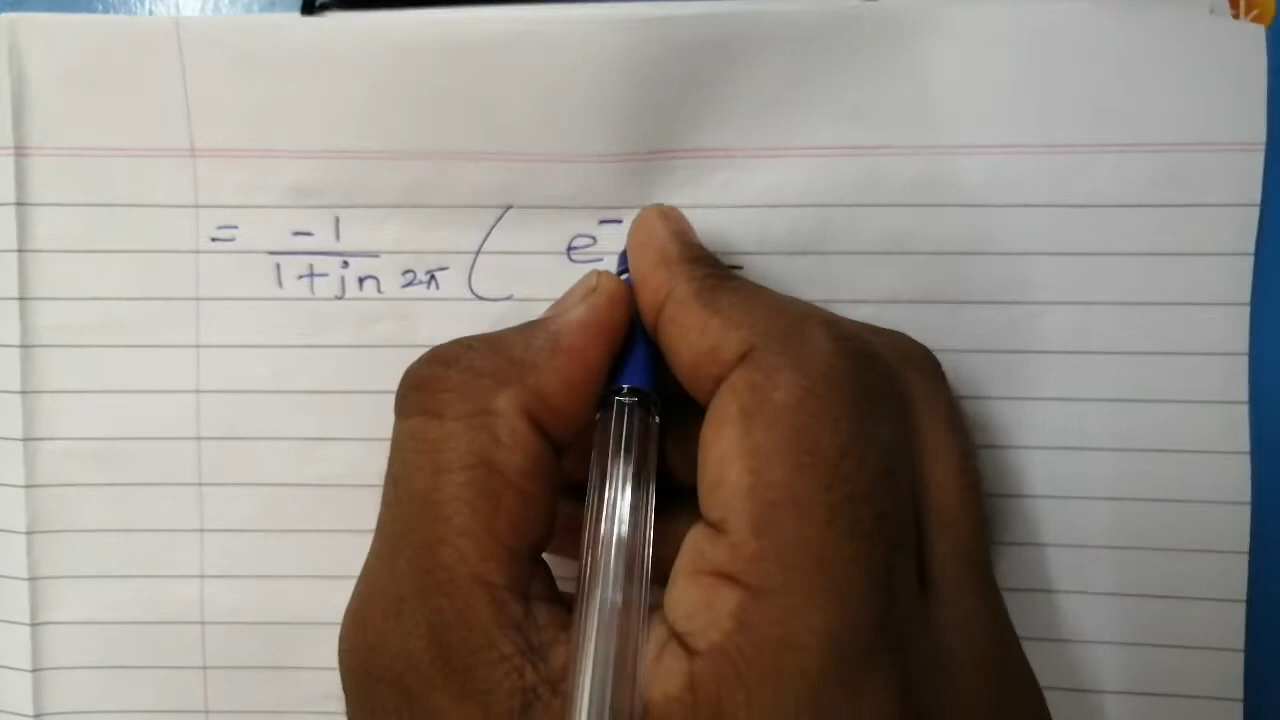 = -1 / 1+jn 2π ( e⁻ -